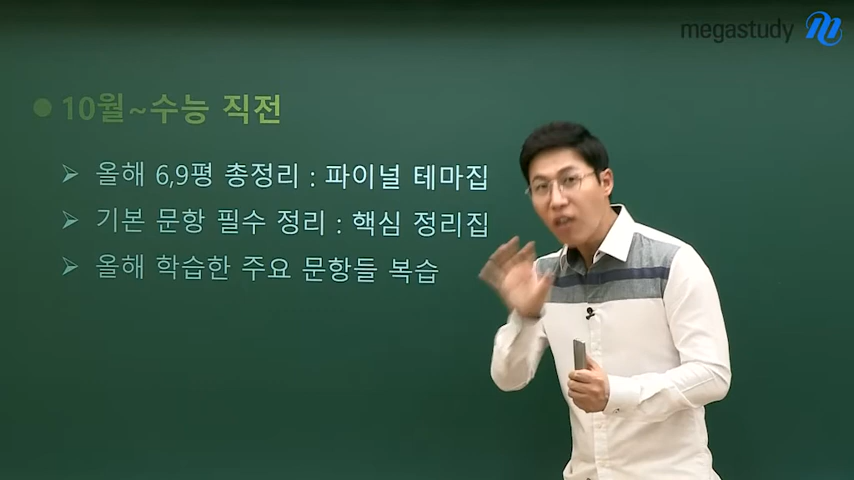 megastudy
10월~수능 직전
올해 6,9평 총정리 : 파이널 테마집
기본 문항 필수 정리 : 핵심 정리집
올해 학습한 주요 문항들 복습